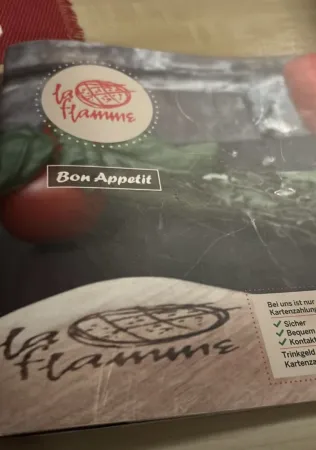 la
flamme
Bon Appetit
la
flamme
Bei uns ist nur
Kartenzahlung
✓ Sicher
✓ Bequem
✓ Kontakt
Trinkgeld
Kartenza